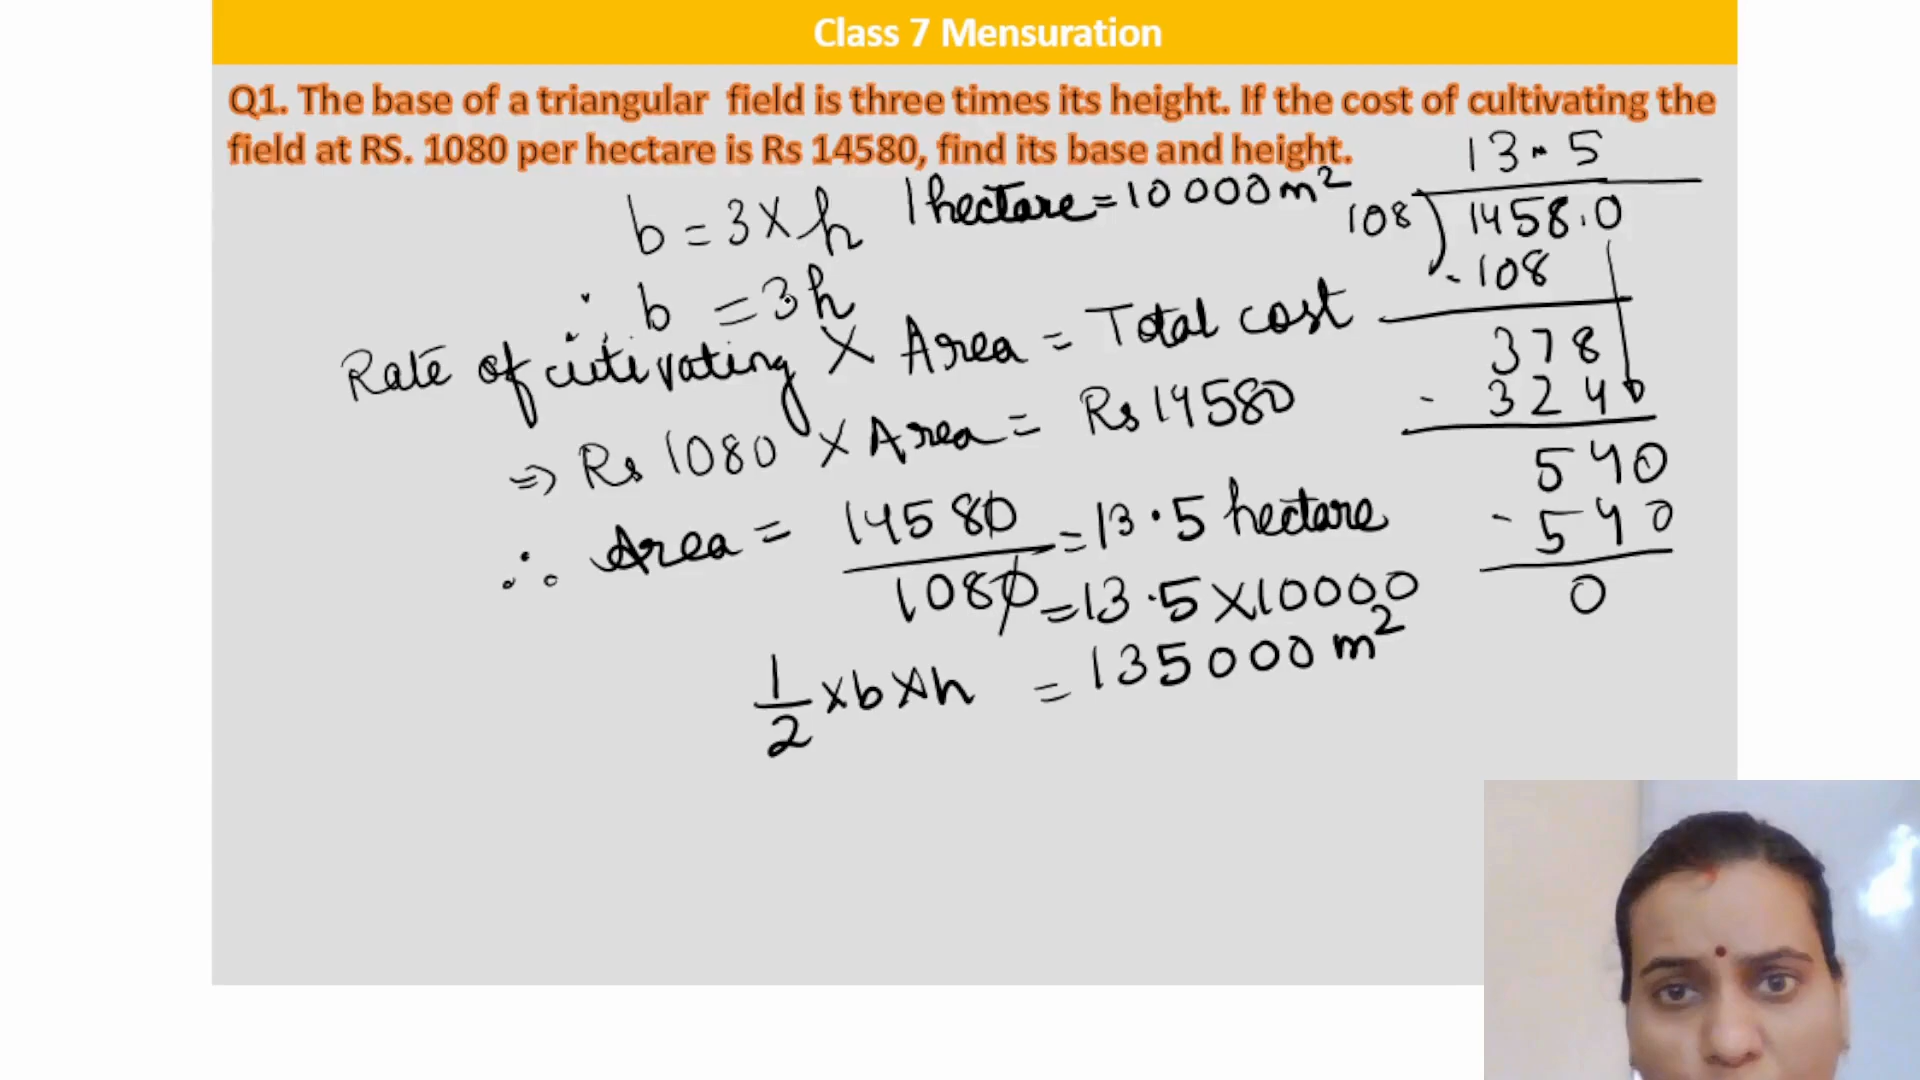 Class 7 Mensuration
Q1. The base of a triangular field is three times its height. If the cost of cultivating the
field at RS. 1080 per hectare is Rs 14580, find its base and height.
b = 3 × h
1 hectare = 10000 m²
∴ b = 3h
Rate of cutivating × Area = Total cost
⇒ Rs 1080 × Area = Rs 14580
∴ Area = 14580 / 1080 = 13.5 hectare
= 13.5 × 10000
1/2 × b × h = 135000 m²
13.5
108 ) 1458.0
- 108
378
- 324 0
540
- 540
0